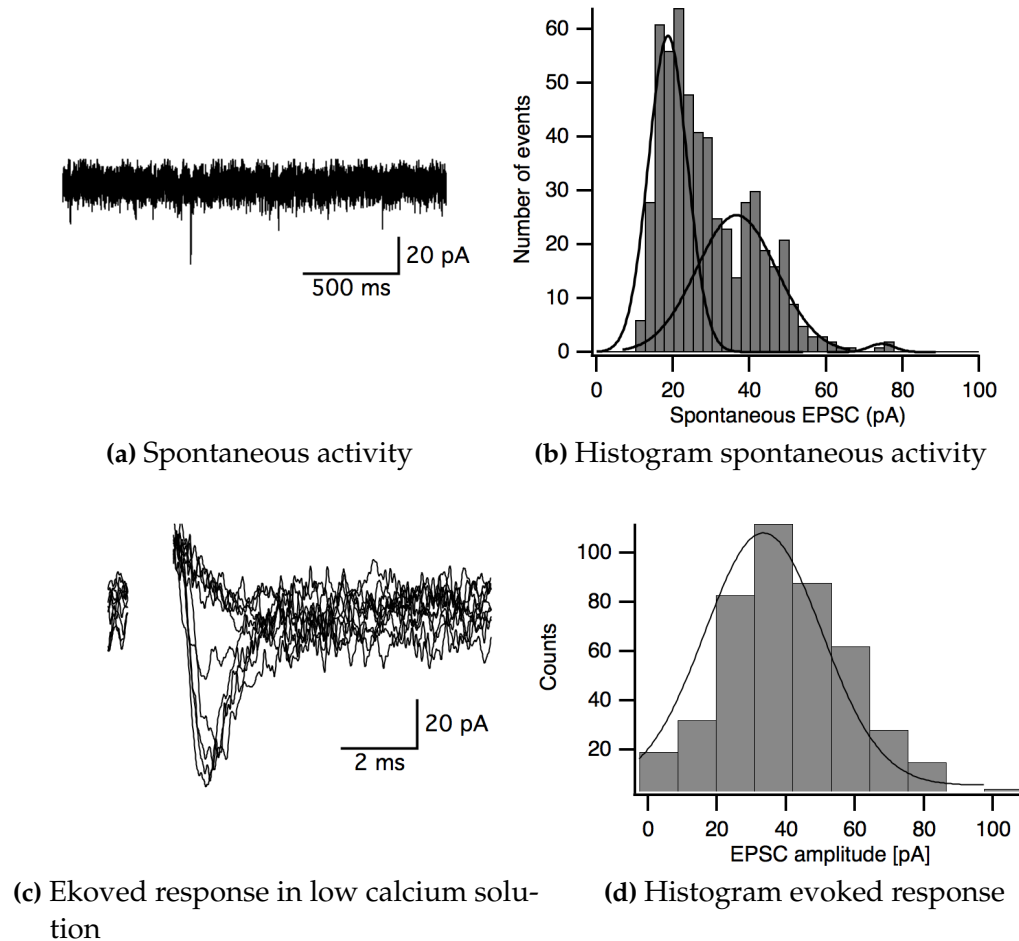 20 pA
500 ms
60
50
40
30
20
10
0
Number of events
0 20 40 60 80 100
Spontaneous EPSC (pA)
(a) Spontaneous activity
(b) Histogram spontaneous activity
20 pA
2 ms
100
80
60
40
20
Counts
0 20 40 60 80 100
EPSC amplitude [pA]
(c) Ekoved response in low calcium solu-
tion
(d) Histogram evoked response